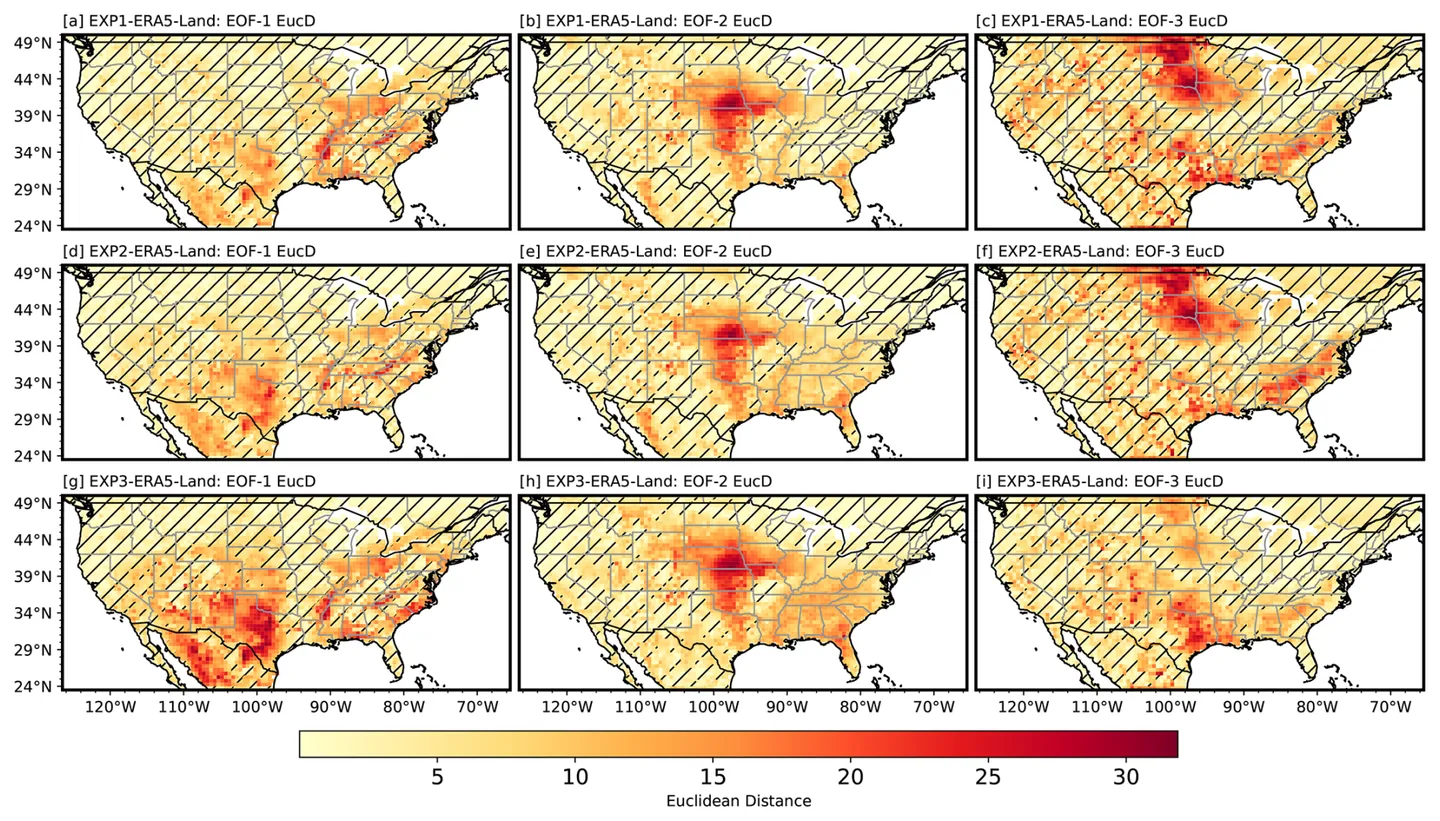 [a] EXP1-ERA5-Land: EOF-1 EucD
[b] EXP1-ERA5-Land: EOF-2 EucD
[c] EXP1-ERA5-Land: EOF-3 EucD
49°N
44°N
39°N
34°N
29°N
24°N
[d] EXP2-ERA5-Land: EOF-1 EucD
[e] EXP2-ERA5-Land: EOF-2 EucD
[f] EXP2-ERA5-Land: EOF-3 EucD
49°N
44°N
39°N
34°N
29°N
24°N
[g] EXP3-ERA5-Land: EOF-1 EucD
[h] EXP3-ERA5-Land: EOF-2 EucD
[i] EXP3-ERA5-Land: EOF-3 EucD
49°N
44°N
39°N
34°N
29°N
24°N
120°W 110°W 100°W 90°W 80°W 70°W
120°W 110°W 100°W 90°W 80°W 70°W
120°W 110°W 100°W 90°W 80°W 70°W
5 10 15 20 25 30
Euclidean Distance